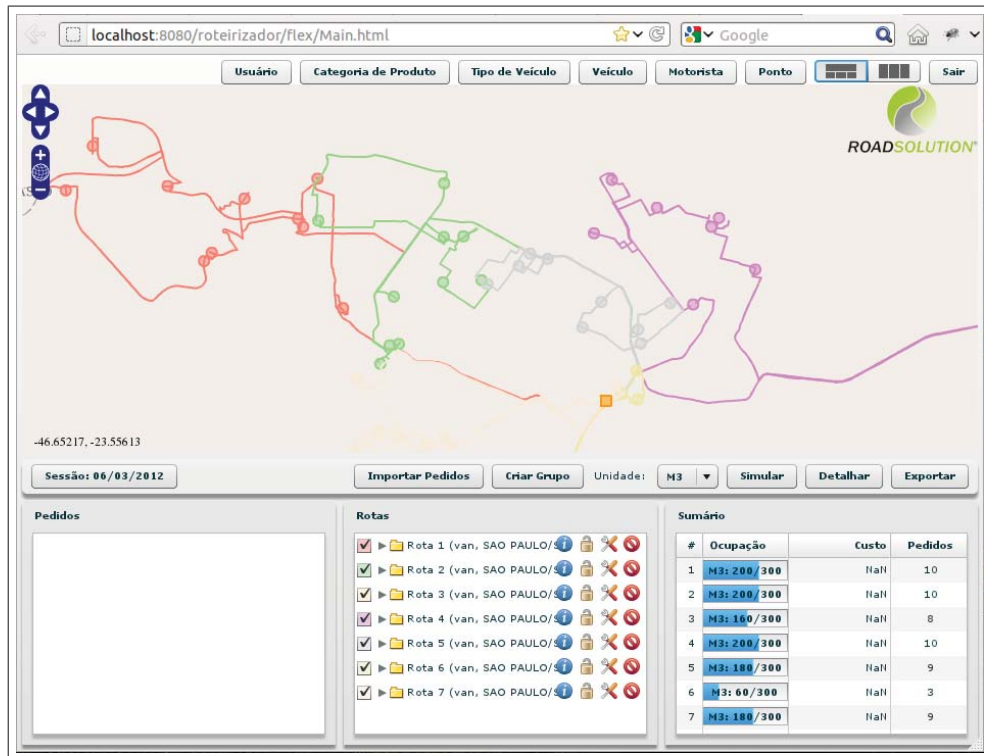 localhost:8080/roteirizador/flex/Main.html
Google
Usuário
Categoria de Produto
Tipo de Veículo
Veículo
Motorista
Ponto
Sair
ROADSOLUTION
-46.65217, -23.55613
Sessão: 06/03/2012
Importar Pedidos
Criar Grupo
Unidade:
M3
Simular
Detalhar
Exportar
Pedidos
Rotas
Rota 1 (van, SAO PAULO/
Rota 2 (van, SAO PAULO/
Rota 3 (van, SAO PAULO/
Rota 4 (van, SAO PAULO/
Rota 5 (van, SAO PAULO/
Rota 6 (van, SAO PAULO/
Rota 7 (van, SAO PAULO/
Sumário
# Ocupação Custo Pedidos
1 M3: 200/300 NaN 10
2 M3: 200/300 NaN 10
3 M3: 160/300 NaN 8
4 M3: 200/300 NaN 10
5 M3: 180/300 NaN 9
6 M3: 60/300 NaN 3
7 M3: 180/300 NaN 9